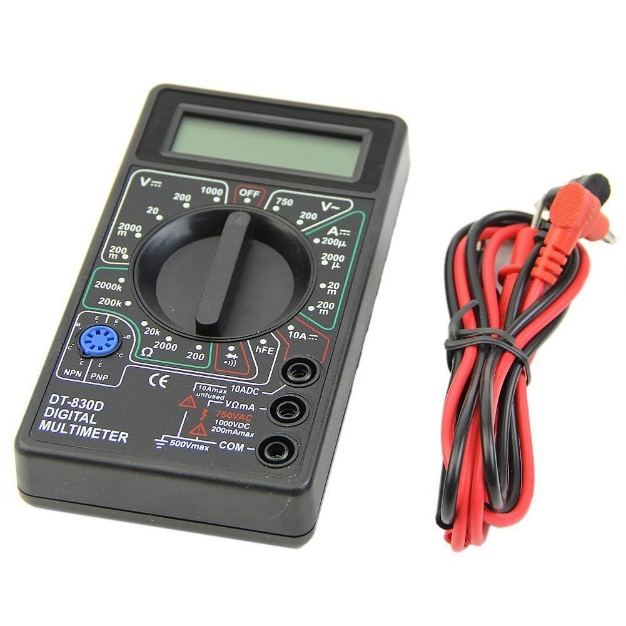 V⎓
OFF
V~
1000
750
200
200
20
A⎓
200µ
2000
m
2000
µ
200
m
20
m
2000k
200
m
200k
20k
2000
200
Ω
•)))
hFE
10A⎓
E E
B B
C C
E E
NPN PNP
CE
10Amax
unfused
10ADC
VΩmA
750VAC
1000VDC
200mAmax
500Vmax
COM
DT-830D
DIGITAL
MULTIMETER